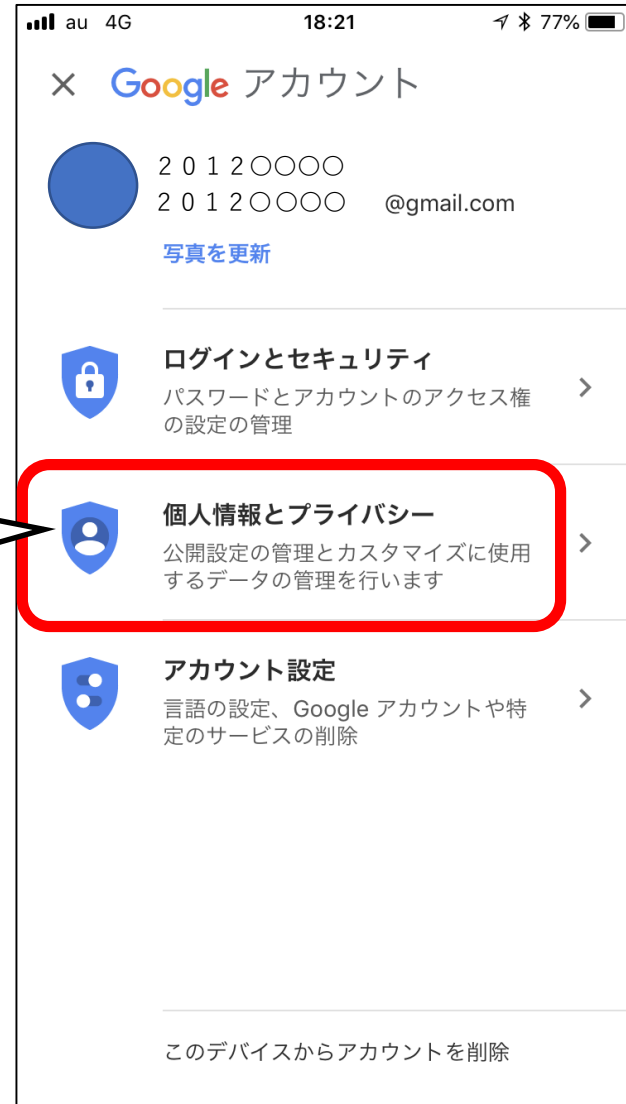 au 4G 18:21 77%
× Google アカウント
２０１２〇〇〇〇
２０１２〇〇〇〇 @gmail.com
写真を更新
ログインとセキュリティ
パスワードとアカウントのアクセス権
の設定の管理
個人情報とプライバシー
公開設定の管理とカスタマイズに使用
するデータの管理を行います
アカウント設定
言語の設定、Google アカウントや特
定のサービスの削除
このデバイスからアカウントを削除